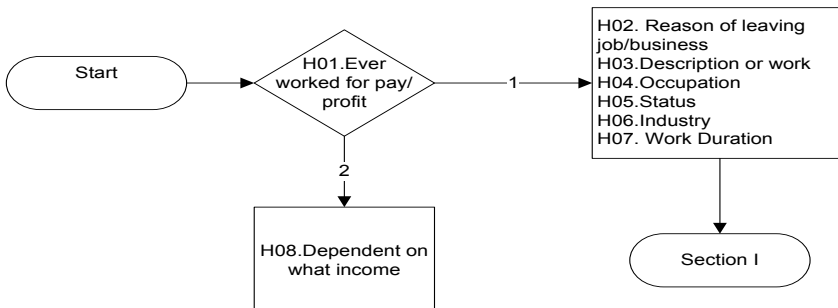 Start
H01.Ever
worked for pay/
profit
1
H02. Reason of leaving
job/business
H03.Description or work
H04.Occupation
H05.Status
H06.Industry
H07. Work Duration
2
H08.Dependent on
what income
Section I